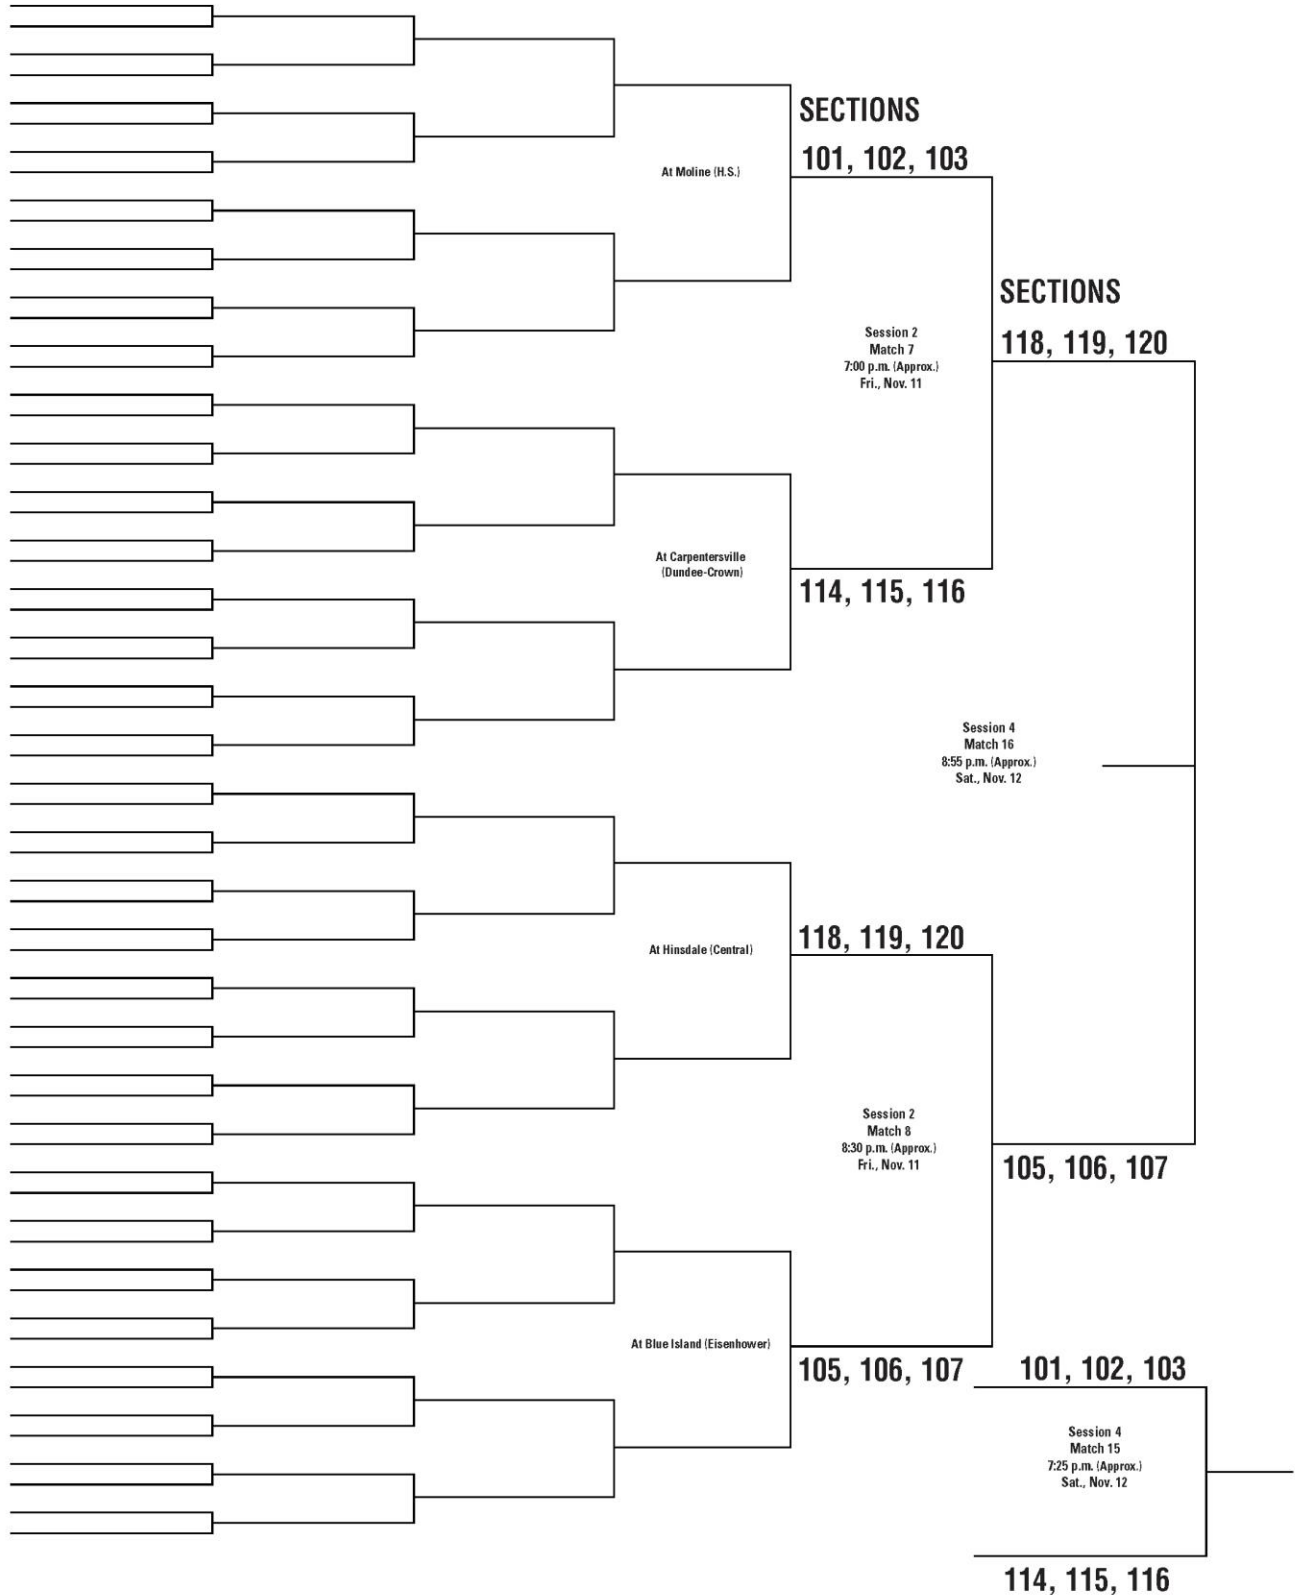 SECTIONS
101, 102, 103
At Moline (H.S.)
SECTIONS
118, 119, 120
Session 2
Match 7
7:00 p.m. (Approx.)
Fri., Nov. 11
At Carpentersville
(Dundee-Crown)
114, 115, 116
Session 4
Match 16
8:55 p.m. (Approx.)
Sat., Nov. 12
118, 119, 120
At Hinsdale (Central)
Session 2
Match 8
8:30 p.m. (Approx.)
Fri., Nov. 11
105, 106, 107
At Blue Island (Eisenhower)
105, 106, 107
101, 102, 103
Session 4
Match 15
7:25 p.m. (Approx.)
Sat., Nov. 12
114, 115, 116